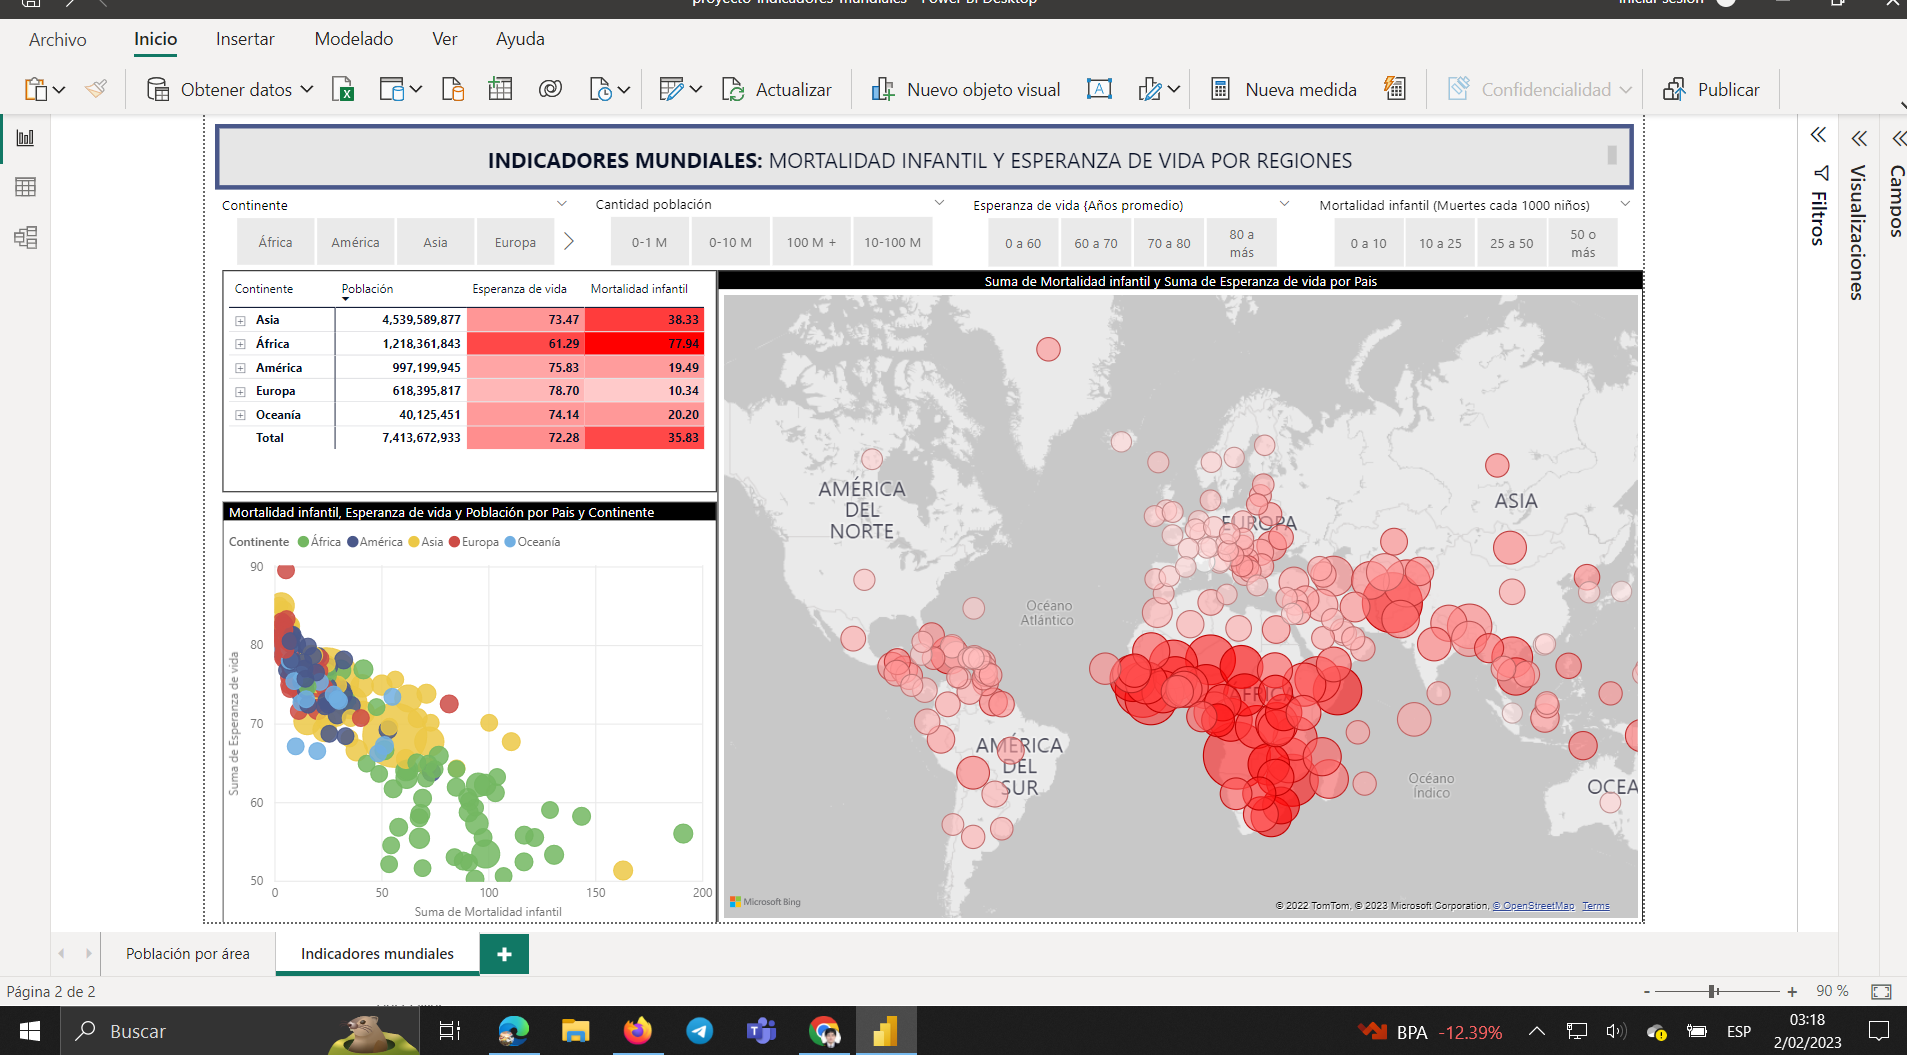 proyecto-indicadores-mundiales - Power BI Desktop
Iniciar sesión
Archivo Inicio Insertar Modelado Ver Ayuda
Obtener datos Actualizar Nuevo objeto visual Nueva medida Confidencialidad Publicar
INDICADORES MUNDIALES: MORTALIDAD INFANTIL Y ESPERANZA DE VIDA POR REGIONES
Continente
África América Asia Europa
Cantidad población
0-1 M 0-10 M 100 M + 10-100 M
Esperanza de vida {Años promedio)
0 a 60 60 a 70 70 a 80 80 a más
Mortalidad infantil (Muertes cada 1000 niños)
0 a 10 10 a 25 25 a 50 50 o más
Filtros
Visualizaciones
Campos
Continente Población Esperanza de vida Mortalidad infantil
Asia 4,539,589,877 73.47 38.33
África 1,218,361,843 61.29 77.94
América 997,199,945 75.83 19.49
Europa 618,395,817 78.70 10.34
Oceanía 40,125,451 74.14 20.20
Total 7,413,672,933 72.28 35.83
Mortalidad infantil, Esperanza de vida y Población por Pais y Continente
Continente África América Asia Europa Oceanía
Suma de Esperanza de vida
90
80
70
60
50
0 50 100 150 200
Suma de Mortalidad infantil
Suma de Mortalidad infantil y Suma de Esperanza de vida por Pais
AMÉRICA
DEL
NORTE
EUROPA
ASIA
Océano
Atlántico
ÁFRIC
AMÉRICA
DEL
SUR
Océano
Índico
OCEA
Microsoft Bing
© 2022 TomTom, © 2023 Microsoft Corporation, © OpenStreetMap Terms
Población por área Indicadores mundiales +
Página 2 de 2
- + 90 %
Buscar
BPA -12.39%
ESP
03:18
2/02/2023